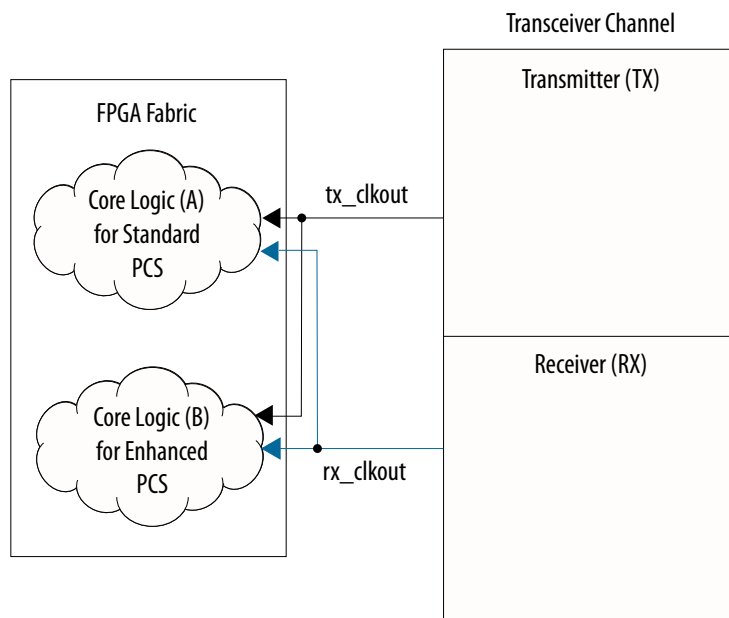 Transceiver Channel
Transmitter (TX)
FPGA Fabric
Core Logic (A)
for Standard
PCS
tx_clkout
Receiver (RX)
Core Logic (B)
for Enhanced
PCS
rx_clkout